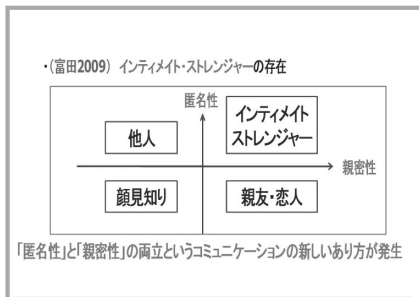 ・(富田2009) インティメイト・ストレンジャーの存在
匿名性
他人
インティメイト
ストレンジャー
親密性
顔見知り
親友・恋人
「匿名性」と「親密性」の両立というコミュニケーションの新しいあり方が発生